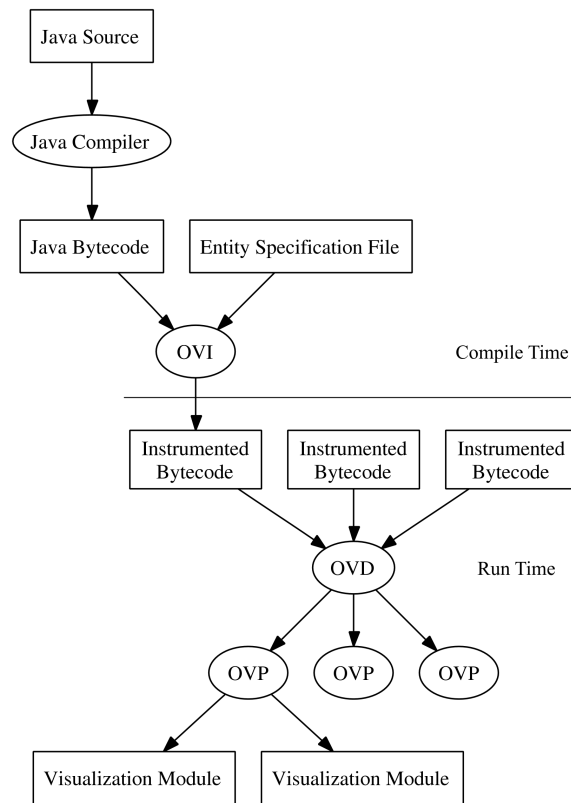 Java Source
Java Compiler
Java Bytecode
Entity Specification File
OVI
Compile Time
Instrumented
Bytecode
Instrumented
Bytecode
Instrumented
Bytecode
OVD
Run Time
OVP
OVP
OVP
Visualization Module
Visualization Module